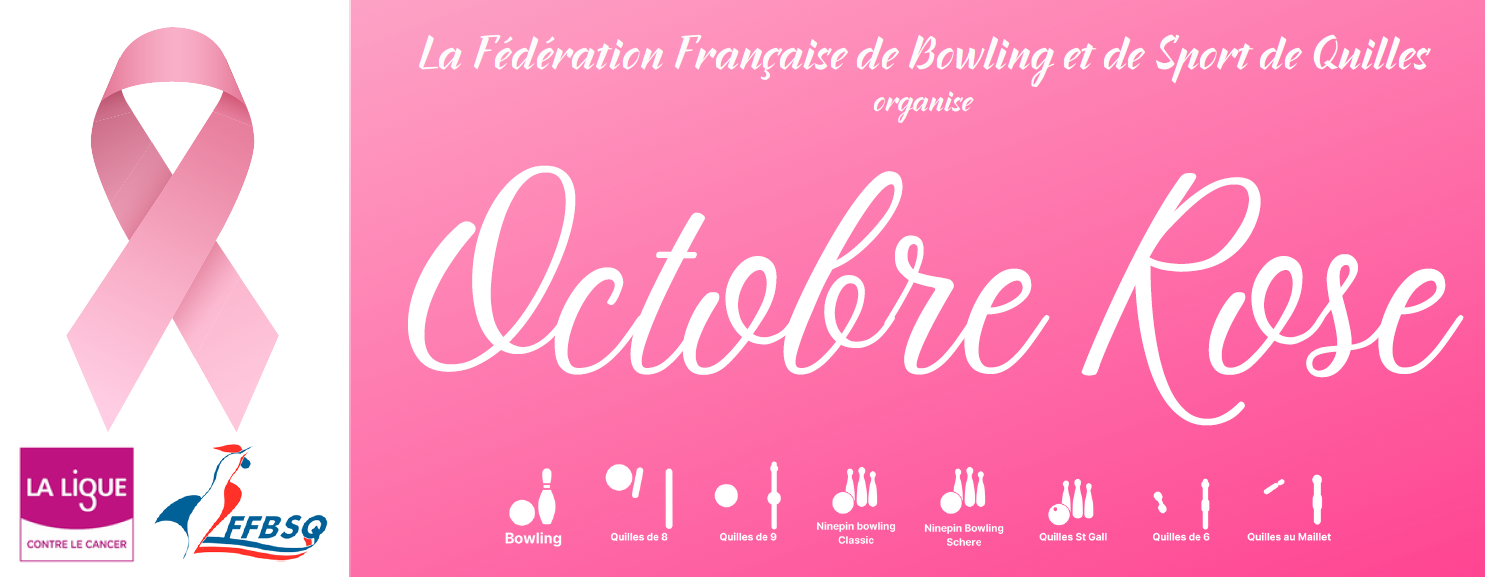 La Fédération Française de Bowling et de Sport de Quilles
organise
Octobre Rose
LA LigUE
CONTRE LE CANCER
FFBSQ
Bowling
Quilles de 8
Quilles de 9
Ninepin bowling
Classic
Ninepin Bowling
Schere
Quilles St Gall
Quilles de 6
Quilles au Maillet